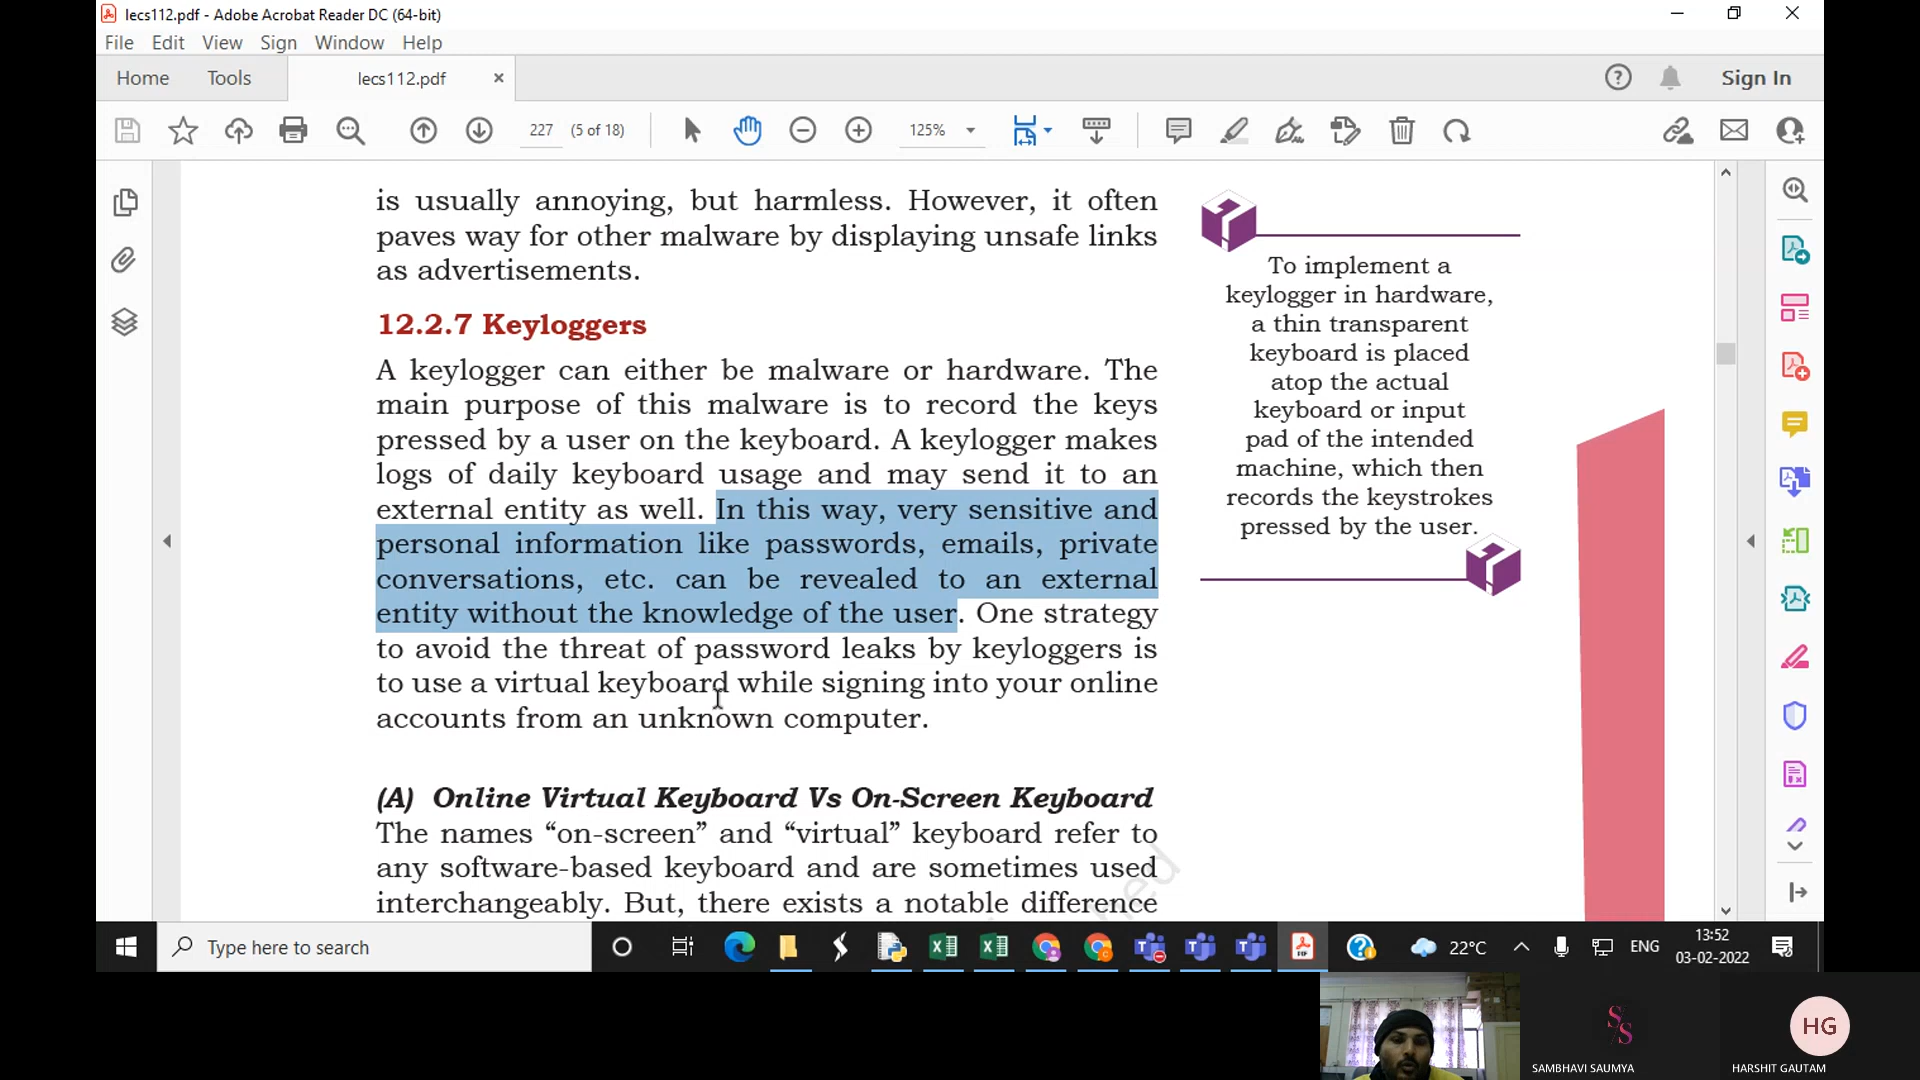 lecs112.pdf - Adobe Acrobat Reader DC (64-bit)
File Edit View Sign Window Help
Home Tools lecs112.pdf × Sign In
227 (5 of 18) 125%
is usually annoying, but harmless. However, it often
paves way for other malware by displaying unsafe links
as advertisements.
12.2.7 Keyloggers
A keylogger can either be malware or hardware. The
main purpose of this malware is to record the keys
pressed by a user on the keyboard. A keylogger makes
logs of daily keyboard usage and may send it to an
external entity as well. In this way, very sensitive and
personal information like passwords, emails, private
conversations, etc. can be revealed to an external
entity without the knowledge of the user. One strategy
to avoid the threat of password leaks by keyloggers is
to use a virtual keyboard while signing into your online
accounts from an unknown computer.
(A) Online Virtual Keyboard Vs On-Screen Keyboard
The names “on-screen” and “virtual” keyboard refer to
any software-based keyboard and are sometimes used
interchangeably. But, there exists a notable difference
To implement a
keylogger in hardware,
a thin transparent
keyboard is placed
atop the actual
keyboard or input
pad of the intended
machine, which then
records the keystrokes
pressed by the user.
Type here to search
22°C
ENG
13:52
03-02-2022
SS
SAMBHAVI SAUMYA
HG
HARSHIT GAUTAM